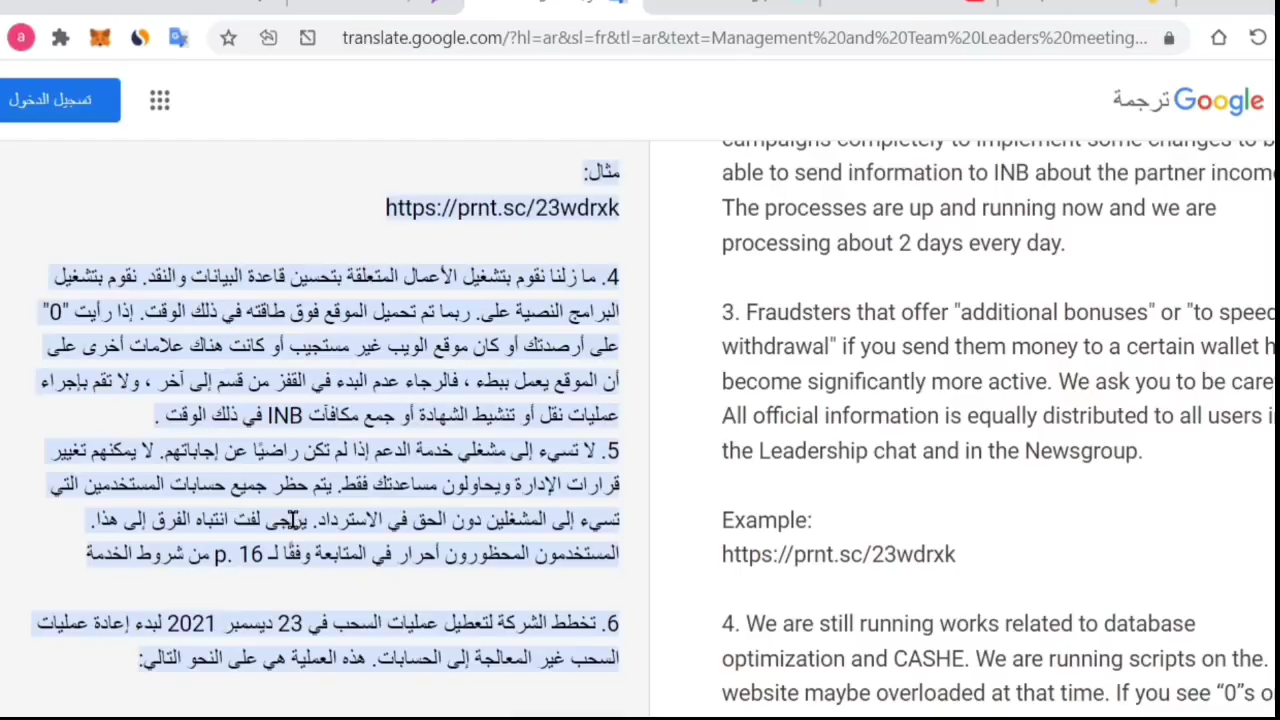 translate.google.com/?hl=ar&sl=fr&tl=ar&text=Management%20and%20Team%20Leaders%20meeting...
a
تسجيل الدخول
Google ترجمة
campaigns completely to implement some changes to b
able to send information to INB about the partner incom
The processes are up and running now and we are
processing about 2 days every day.
3. Fraudsters that offer "additional bonuses" or "to speed
withdrawal" if you send them money to a certain wallet h
become significantly more active. We ask you to be care
All official information is equally distributed to all users i
the Leadership chat and in the Newsgroup.
Example:
https://prnt.sc/23wdrxk
4. We are still running works related to database
optimization and CASHE. We are running scripts on the.
website maybe overloaded at that time. If you see “0”s o
مثال:
https://prnt.sc/23wdrxk
4. ما زلنا نقوم بتشغيل الأعمال المتعلقة بتحسين قاعدة البيانات والنقد. نقوم بتشغيل
البرامج النصية على. ربما تم تحميل الموقع فوق طاقته في ذلك الوقت. إذا رأيت "0"
على أرصدتك أو كان موقع الويب غير مستجيب أو كانت هناك علامات أخرى على
أن الموقع يعمل ببطء ، فالرجاء عدم البدء في القفز من قسم إلى آخر ، ولا تقم بإجراء
عمليات نقل أو تنشيط الشهادة أو جمع مكافآت INB في ذلك الوقت .
5. لا تسيء إلى مشغلي خدمة الدعم إذا لم تكن راضيًا عن إجاباتهم. لا يمكنهم تغيير
قرارات الإدارة ويحاولون مساعدتك فقط. يتم حظر جميع حسابات المستخدمين التي
تسيء إلى المشغلين دون الحق في الاسترداد. يرجى لفت انتباه الفرق إلى هذا.
المستخدمون المحظورون أحرار في المتابعة وفقًا لـ p. 16 من شروط الخدمة
6. تخطط الشركة لتعطيل عمليات السحب في 23 ديسمبر 2021 لبدء إعادة عمليات
السحب غير المعالجة إلى الحسابات. هذه العملية هي على النحو التالي: